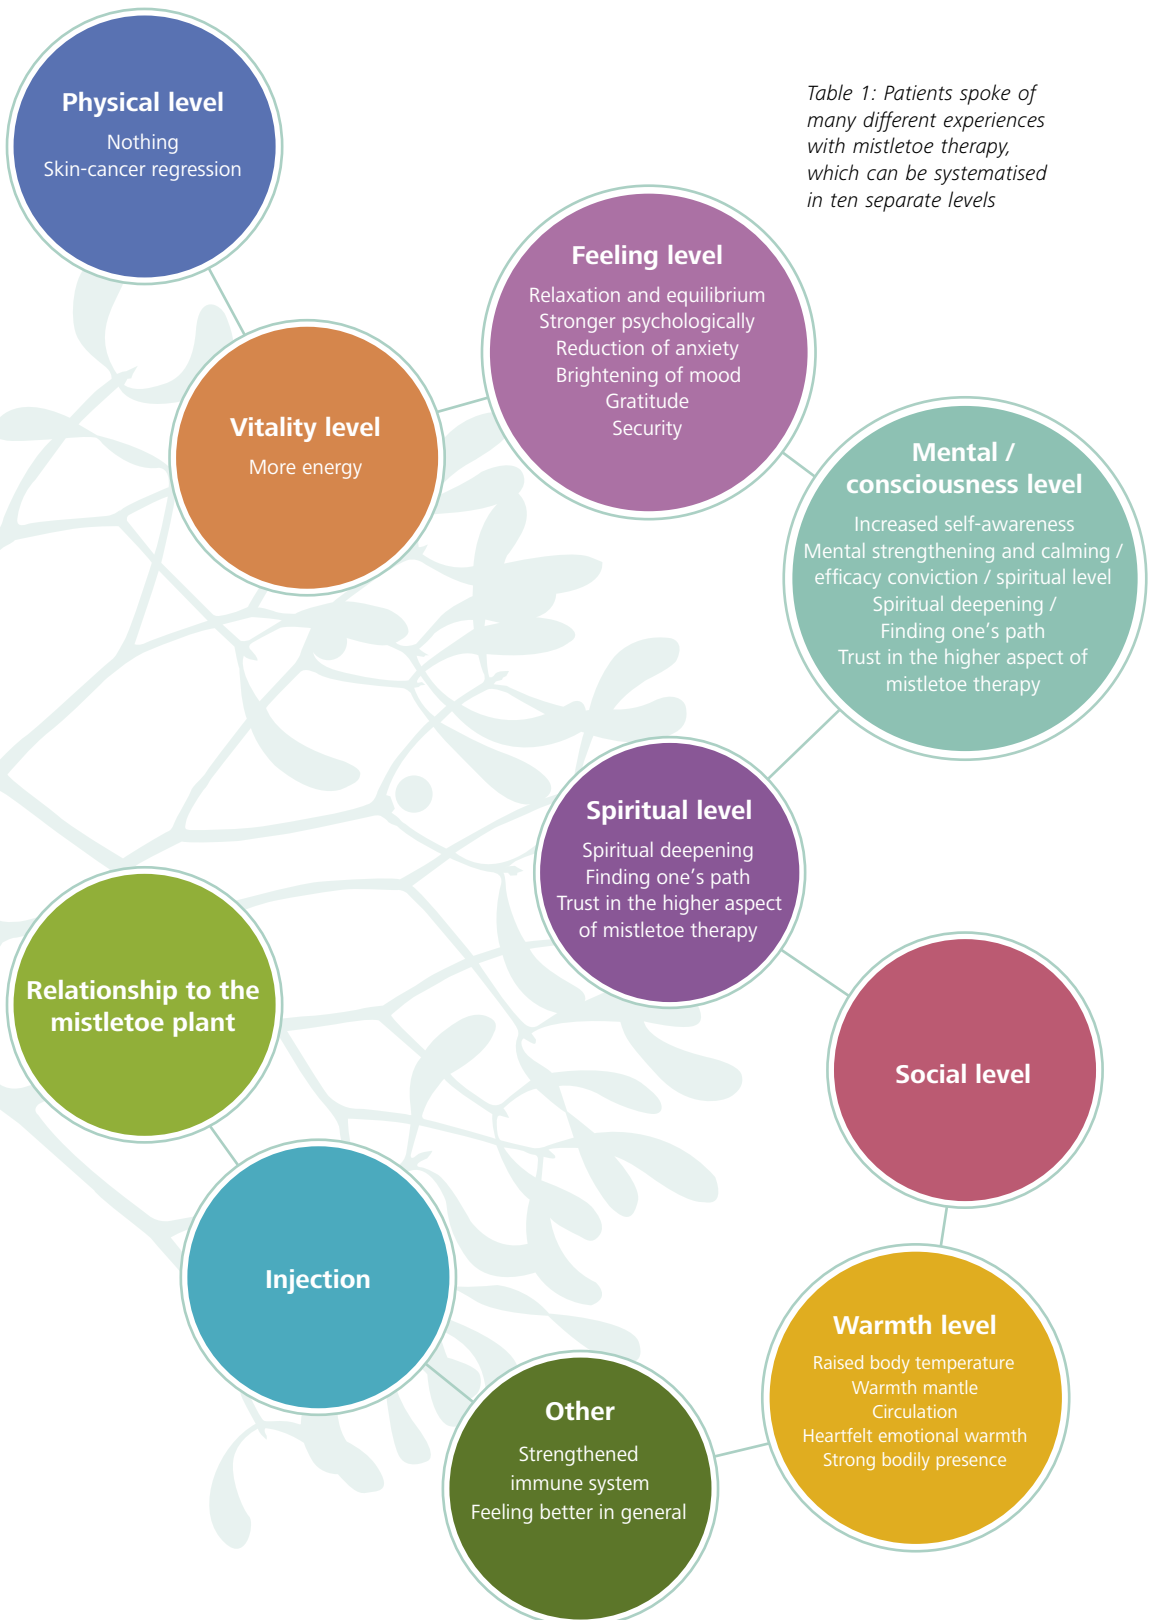 Physical level
Nothing
Skin-cancer regression
Table 1: Patients spoke of
many different experiences
with mistletoe therapy,
which can be systematised
in ten separate levels
Feeling level
Relaxation and equilibrium
Stronger psychologically
Reduction of anxiety
Brightening of mood
Gratitude
Security
Vitality level
More energy
Mental /
consciousness level
Increased self-awareness
Mental strengthening and calming /
efficacy conviction / spiritual level
Spiritual deepening /
Finding one's path
Trust in the higher aspect of
mistletoe therapy
Spiritual level
Spiritual deepening
Finding one's path
Trust in the higher aspect
of mistletoe therapy
Relationship to the
mistletoe plant
Social level
Injection
Warmth level
Raised body temperature
Warmth mantle
Circulation
Heartfelt emotional warmth
Strong bodily presence
Other
Strengthened
immune system
Feeling better in general